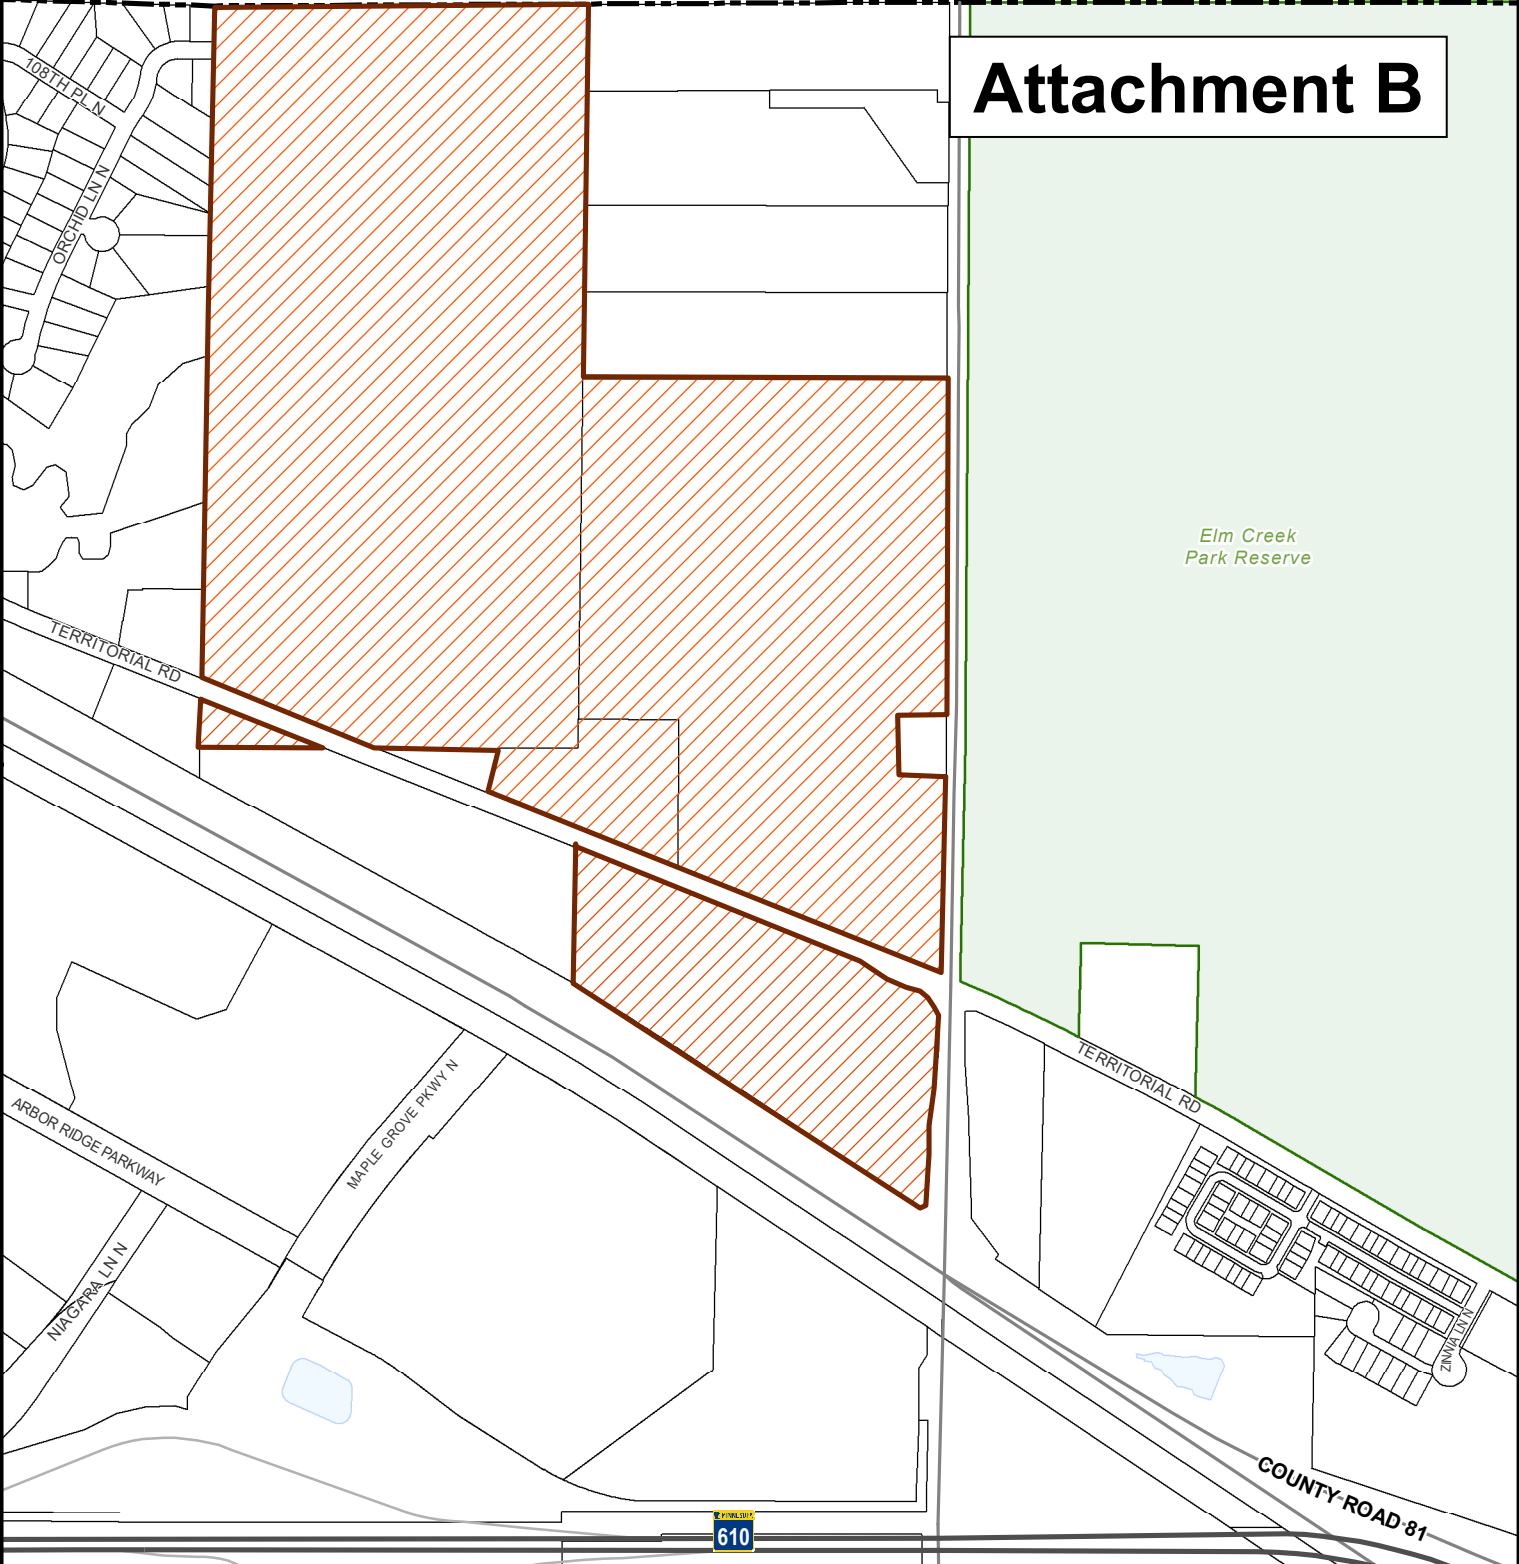 Attachment B
108TH PL N
ORCHID LN N
Elm Creek
Park Reserve
TERRITORIAL RD
TERRITORIAL RD
MAPLE GROVE PKWY N
ARBOR RIDGE PARKWAY
NIAGARA LN N
ZINNIA LN N
COUNTY ROAD 81
MINNESOTA
610